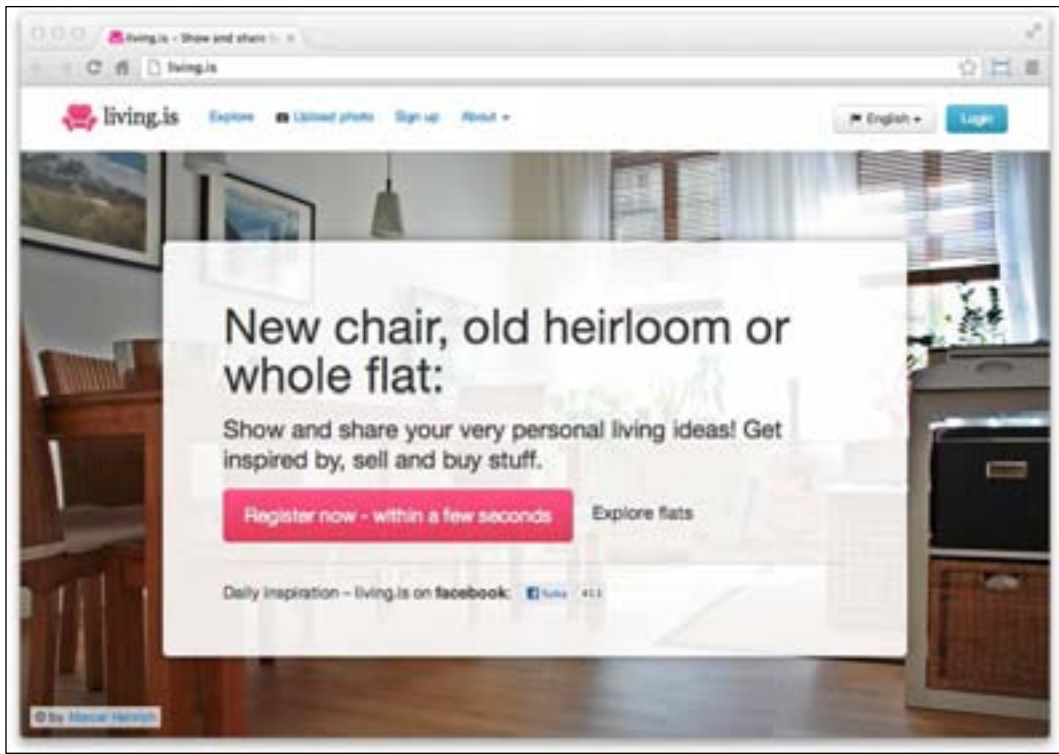 living.is - Show and share
living.is
living.is Explore Upload photo Sign up About English Login
New chair, old heirloom or
whole flat:
Show and share your very personal living ideas! Get
inspired by, sell and buy stuff.
Register now - within a few seconds Explore flats
Daily inspiration – living.is on facebook: 413
© by Marcel Heinrich